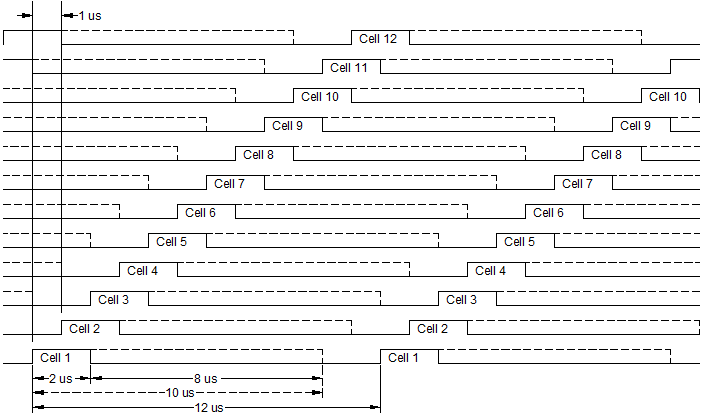 1 us
Cell 12
Cell 11
Cell 10 Cell 10
Cell 9 Cell 9
Cell 8 Cell 8
Cell 7 Cell 7
Cell 6 Cell 6
Cell 5 Cell 5
Cell 4 Cell 4
Cell 3 Cell 3
Cell 2 Cell 2
Cell 1 Cell 1
2 us 8 us
10 us
12 us